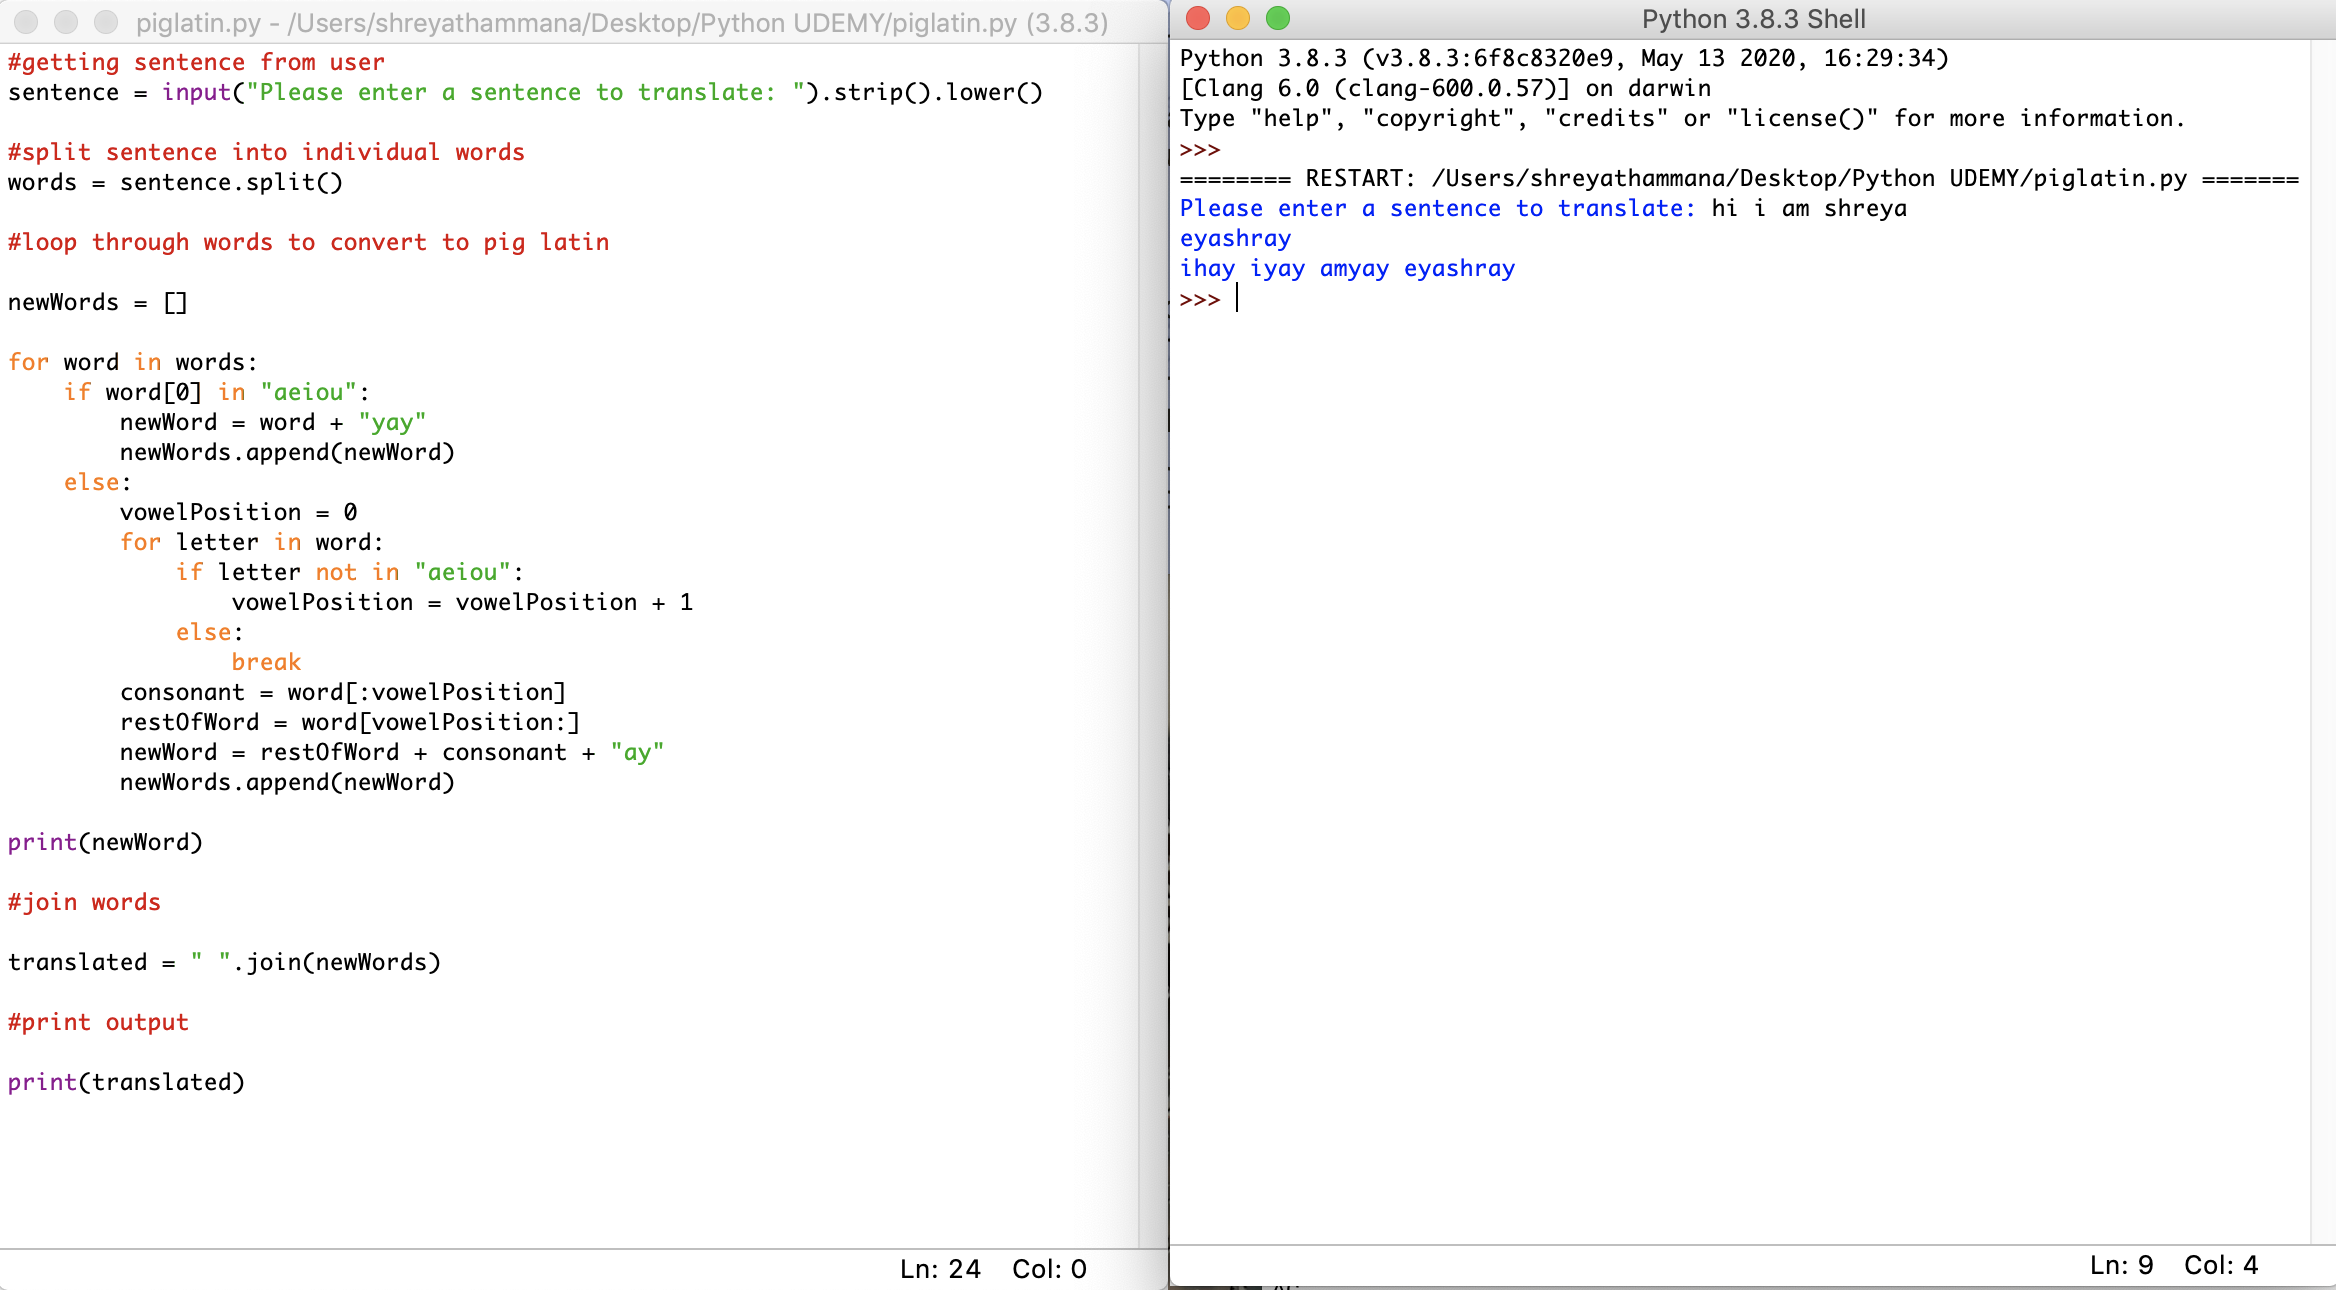 piglatin.py - /Users/shreyathammana/Desktop/Python UDEMY/piglatin.py (3.8.3)
#getting sentence from user
sentence = input("Please enter a sentence to translate: ").strip().lower()

#split sentence into individual words
words = sentence.split()

#loop through words to convert to pig latin

newWords = []

for word in words:
    if word[0] in "aeiou":
        newWord = word + "yay"
        newWords.append(newWord)
    else:
        vowelPosition = 0
        for letter in word:
            if letter not in "aeiou":
                vowelPosition = vowelPosition + 1
            else:
                break
        consonant = word[:vowelPosition]
        restOfWord = word[vowelPosition:]
        newWord = restOfWord + consonant + "ay"
        newWords.append(newWord)

print(newWord)

#join words

translated = " ".join(newWords)

#print output

print(translated)
Ln: 24 Col: 0
Python 3.8.3 Shell
Python 3.8.3 (v3.8.3:6f8c8320e9, May 13 2020, 16:29:34)
[Clang 6.0 (clang-600.0.57)] on darwin
Type "help", "copyright", "credits" or "license()" for more information.
>>>
======== RESTART: /Users/shreyathammana/Desktop/Python UDEMY/piglatin.py =======
Please enter a sentence to translate: hi i am shreya
eyashray
ihay iyay amyay eyashray
>>>
Ln: 9 Col: 4